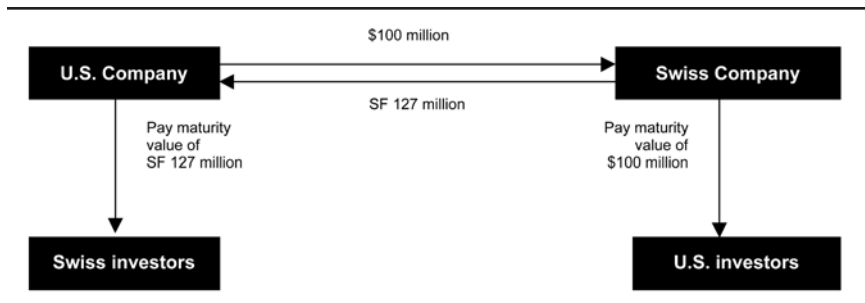 $100 million
U.S. Company
Swiss Company
SF 127 million
Pay maturity
value of
SF 127 million
Pay maturity
value of
$100 million
Swiss investors
U.S. investors